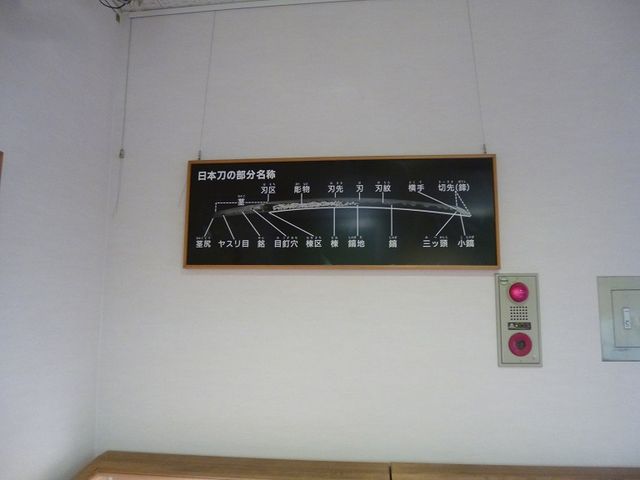 日本刀の部分名称
刃区 彫物 刃先 刃 刃紋 横手 切先(鋒)
茎
茎尻 ヤスリ目 銘 目釘穴 棟区 棟 鎬地 鎬 三ッ頭 小鎬